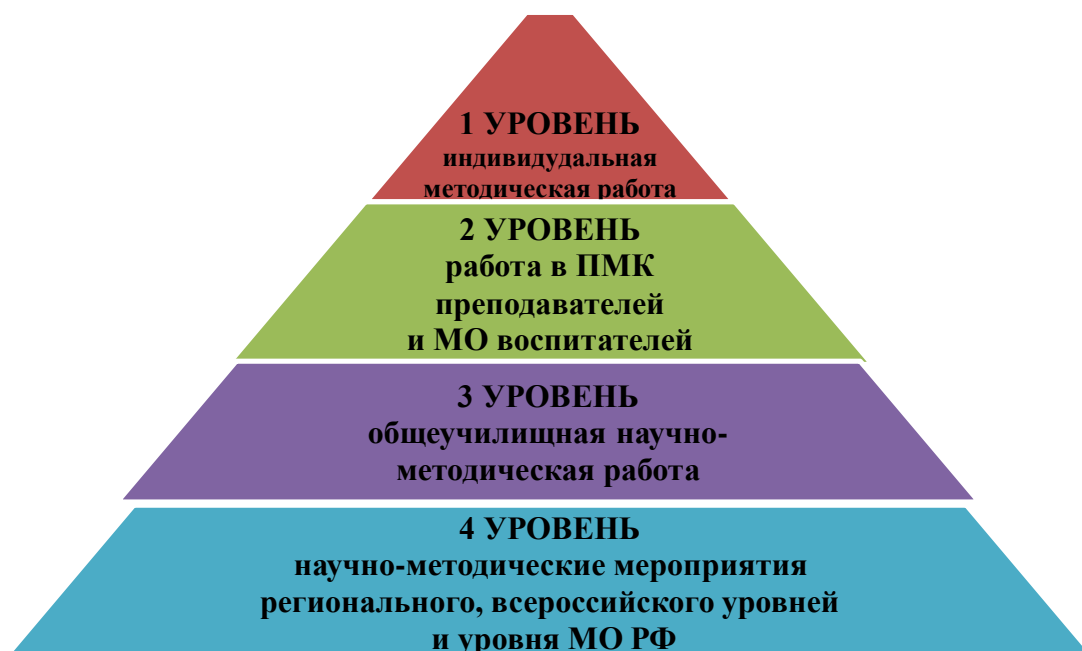 1 УРОВЕНЬ
индивидудальная
методическая работа
2 УРОВЕНЬ
работа в ПМК
преподавателей
и МО воспитателей
3 УРОВЕНЬ
общеучилищная научно-
методическая работа
4 УРОВЕНЬ
научно-методические мероприятия
регионального, всероссийского уровней
и уровня МО РФ